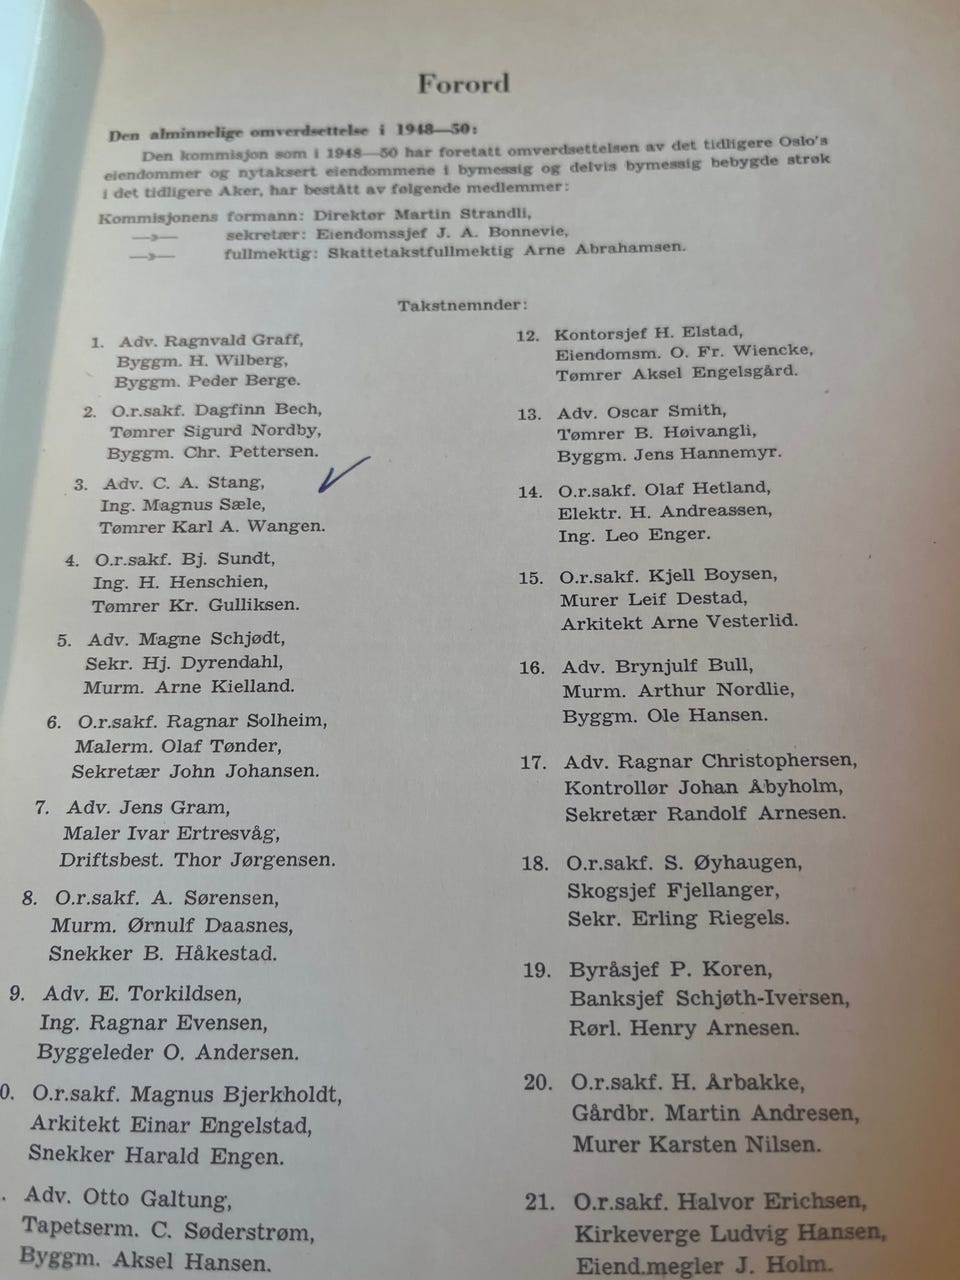 Forord
Den alminnelige omverdsettelse i 1948—50:
Den kommisjon som i 1948—50 har foretatt omverdsettelsen av det tidligere Oslo's
eiendommer og nytaksert eiendommene i bymessig og delvis bymessig bebygde strøk
i det tidligere Aker, har bestått av følgende medlemmer:
Kommisjonens formann: Direktør Martin Strandli,
—»— sekretær: Eiendomssjef J. A. Bonnevie,
—»— fullmektig: Skattetakstfullmektig Arne Abrahamsen.
Takstnemnder:
1. Adv. Ragnvald Graff,
Byggm. H. Wilberg,
Byggm. Peder Berge.
2. O.r.sakf. Dagfinn Bech,
Tømrer Sigurd Nordby,
Byggm. Chr. Pettersen.
3. Adv. C. A. Stang,
Ing. Magnus Sæle,
Tømrer Karl A. Wangen.
4. O.r.sakf. Bj. Sundt,
Ing. H. Henschien,
Tømrer Kr. Gulliksen.
5. Adv. Magne Schjødt,
Sekr. Hj. Dyrendahl,
Murm. Arne Kielland.
6. O.r.sakf. Ragnar Solheim,
Malerm. Olaf Tønder,
Sekretær John Johansen.
7. Adv. Jens Gram,
Maler Ivar Ertresvåg,
Driftsbest. Thor Jørgensen.
8. O.r.sakf. A. Sørensen,
Murm. Ørnulf Daasnes,
Snekker B. Håkestad.
9. Adv. E. Torkildsen,
Ing. Ragnar Evensen,
Byggeleder O. Andersen.
0. O.r.sakf. Magnus Bjerkholdt,
Arkitekt Einar Engelstad,
Snekker Harald Engen.
. Adv. Otto Galtung,
Tapetserm. C. Søderstrøm,
Byggm. Aksel Hansen.
12. Kontorsjef H. Elstad,
Eiendomsm. O. Fr. Wiencke,
Tømrer Aksel Engelsgård.
13. Adv. Oscar Smith,
Tømrer B. Høivangli,
Byggm. Jens Hannemyr.
14. O.r.sakf. Olaf Hetland,
Elektr. H. Andreassen,
Ing. Leo Enger.
15. O.r.sakf. Kjell Boysen,
Murer Leif Destad,
Arkitekt Arne Vesterlid.
16. Adv. Brynjulf Bull,
Murm. Arthur Nordlie,
Byggm. Ole Hansen.
17. Adv. Ragnar Christophersen,
Kontrollør Johan Åbyholm,
Sekretær Randolf Arnesen.
18. O.r.sakf. S. Øyhaugen,
Skogsjef Fjellanger,
Sekr. Erling Riegels.
19. Byråsjef P. Koren,
Banksjef Schjøth-Iversen,
Rørl. Henry Arnesen.
20. O.r.sakf. H. Arbakke,
Gårdbr. Martin Andresen,
Murer Karsten Nilsen.
21. O.r.sakf. Halvor Erichsen,
Kirkeverge Ludvig Hansen,
Eiend.megler J. Holm.